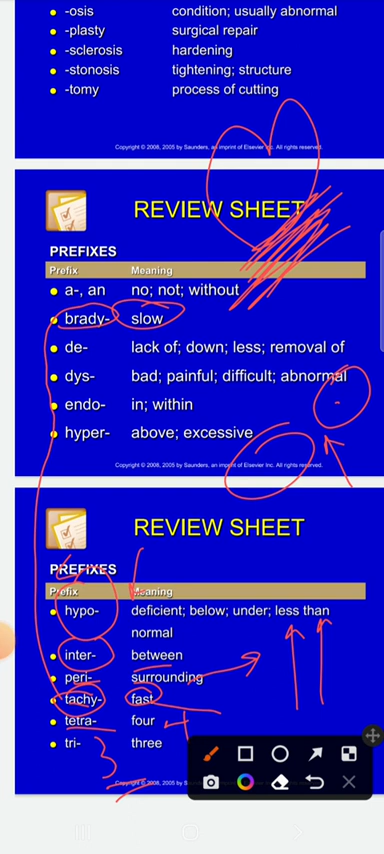 -osis condition; usually abnormal
-plasty surgical repair
-sclerosis hardening
-stonosis tightening; structure
-tomy process of cutting
Copyright © 2008, 2005 by Saunders, an imprint of Elsevier Inc. All rights reserved.
REVIEW SHEET
PREFIXES
Prefix Meaning
a-, an no; not; without
brady- slow
de- lack of; down; less; removal of
dys- bad; painful; difficult; abnormal
endo- in; within
hyper- above; excessive
Copyright © 2008, 2005 by Saunders, an imprint of Elsevier Inc. All rights reserved.
REVIEW SHEET
PREFIXES
Prefix Meaning
hypo- deficient; below; under; less than
normal
inter- between
peri- surrounding
tachy- fast
tetra- four 4
tri- three 3